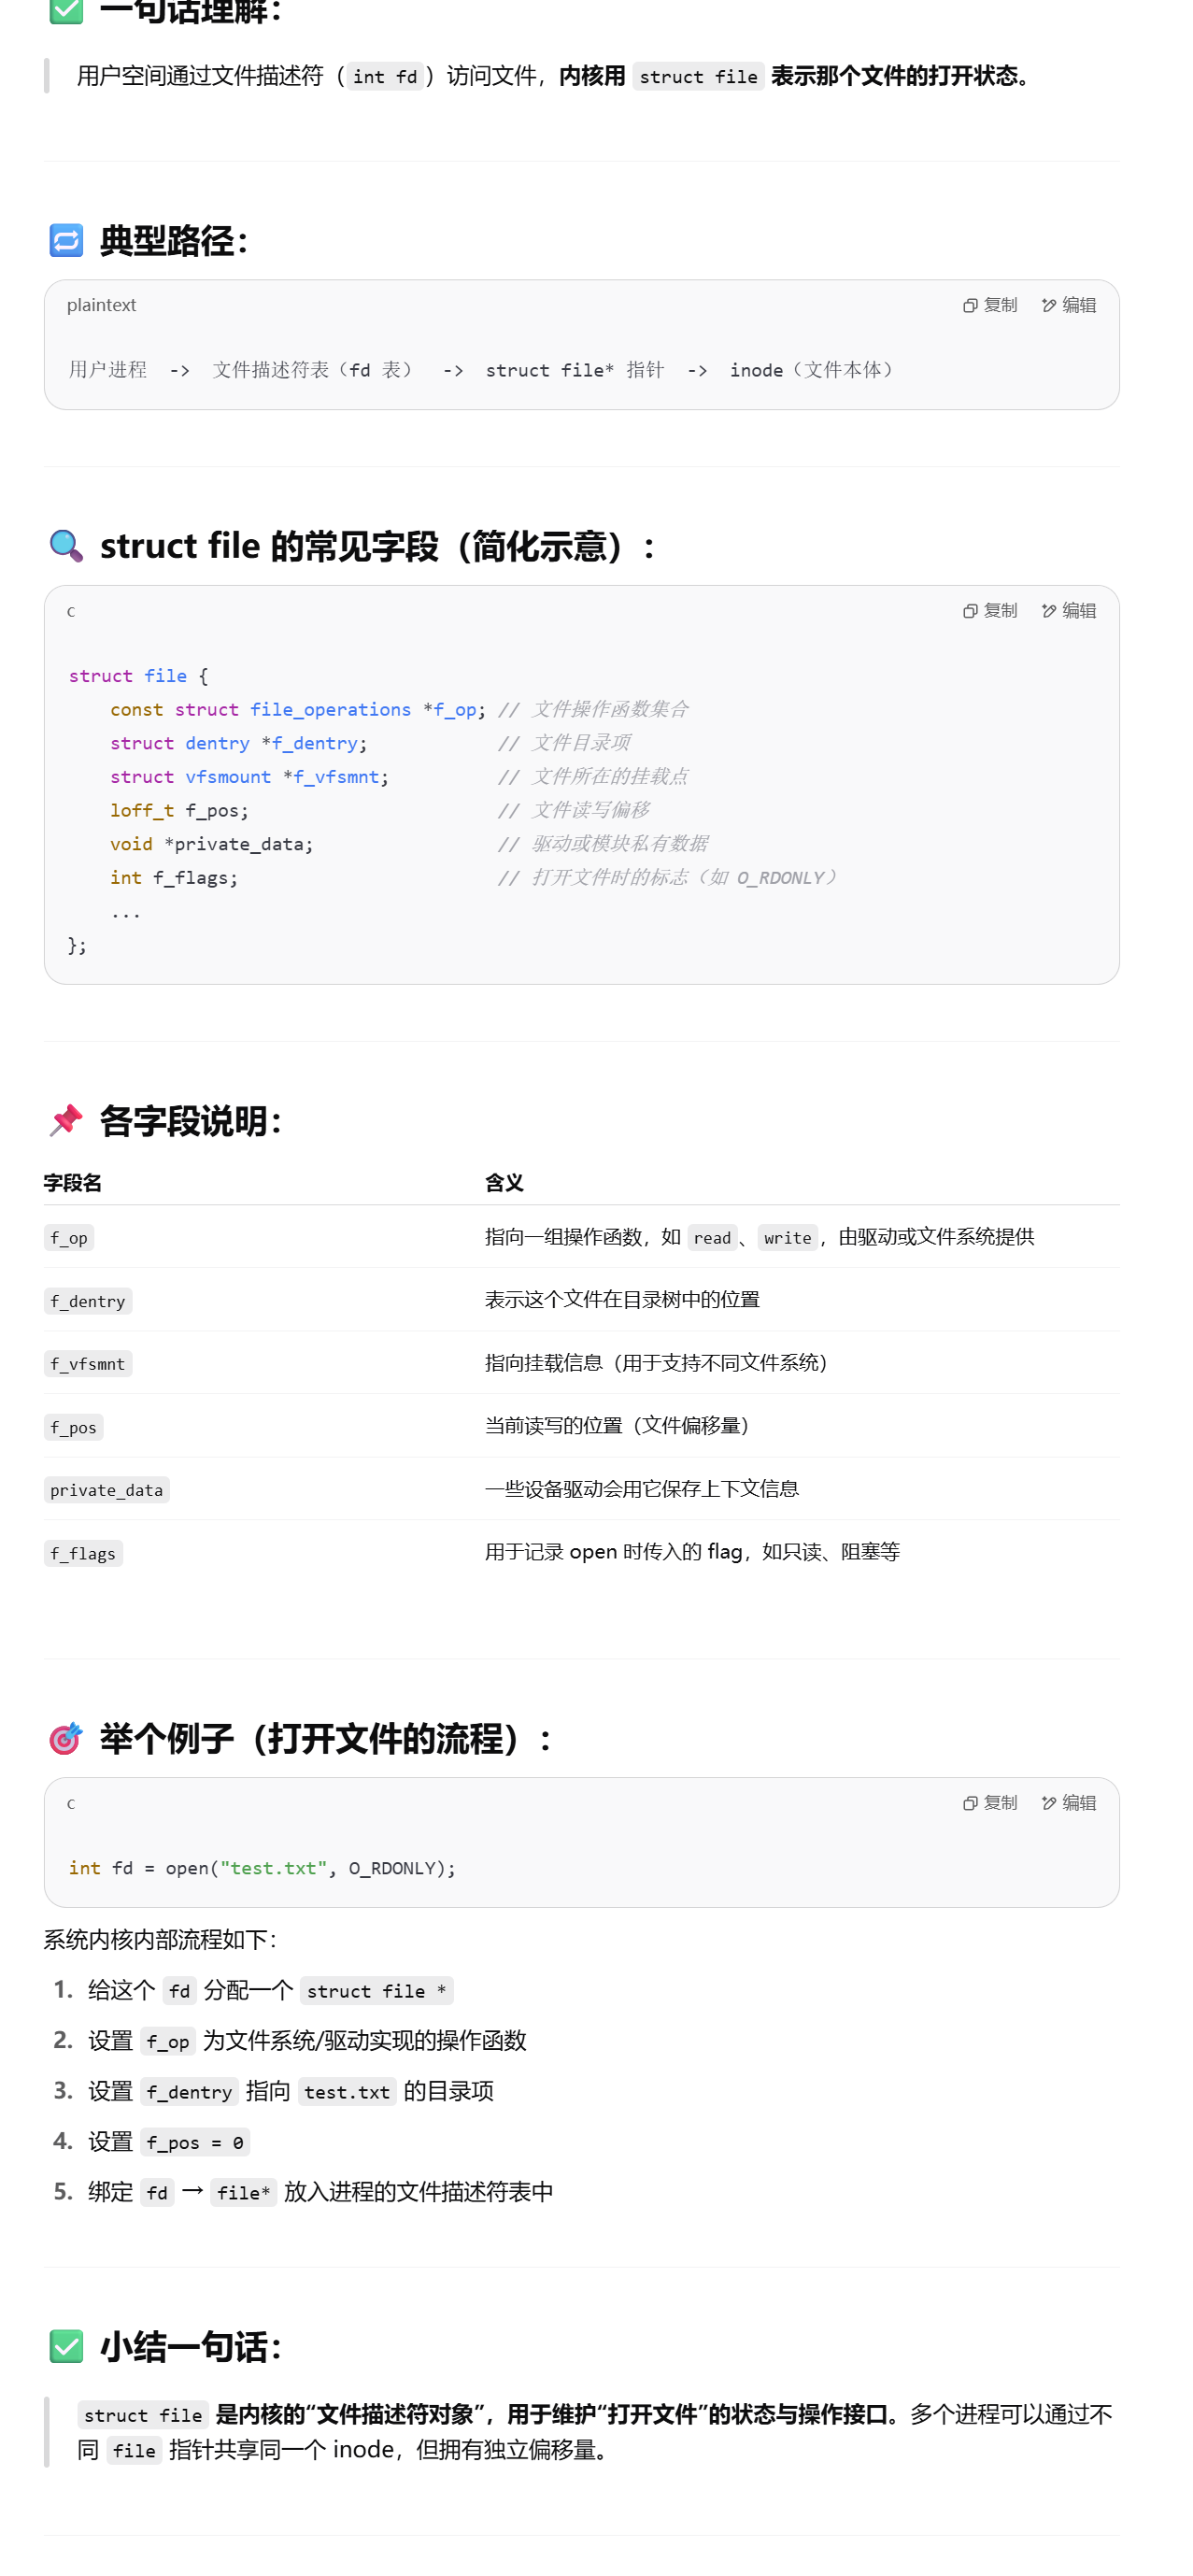 一句话理解：
用户空间通过文件描述符（int fd）访问文件，内核用 struct file 表示那个文件的打开状态。
典型路径：
plaintext 复制 编辑
用户进程 -> 文件描述符表（fd 表） -> struct file* 指针 -> inode（文件本体）
struct file 的常见字段（简化示意）：
c 复制 编辑
struct file {
    const struct file_operations *f_op; // 文件操作函数集合
    struct dentry *f_dentry;            // 文件目录项
    struct vfsmount *f_vfsmnt;          // 文件所在的挂载点
    loff_t f_pos;                       // 文件读写偏移
    void *private_data;                 // 驱动或模块私有数据
    int f_flags;                        // 打开文件时的标志（如 O_RDONLY）
    ...
};
各字段说明：
字段名 含义
f_op 指向一组操作函数，如 read、write，由驱动或文件系统提供
f_dentry 表示这个文件在目录树中的位置
f_vfsmnt 指向挂载信息（用于支持不同文件系统）
f_pos 当前读写的位置（文件偏移量）
private_data 一些设备驱动会用它保存上下文信息
f_flags 用于记录 open 时传入的 flag，如只读、阻塞等
举个例子（打开文件的流程）：
c 复制 编辑
int fd = open("test.txt", O_RDONLY);
系统内核内部流程如下：
1. 给这个 fd 分配一个 struct file *
2. 设置 f_op 为文件系统/驱动实现的操作函数
3. 设置 f_dentry 指向 test.txt 的目录项
4. 设置 f_pos = 0
5. 绑定 fd → file* 放入进程的文件描述符表中
小结一句话：
struct file 是内核的“文件描述符对象”，用于维护“打开文件”的状态与操作接口。多个进程可以通过不
同 file 指针共享同一个 inode，但拥有独立偏移量。